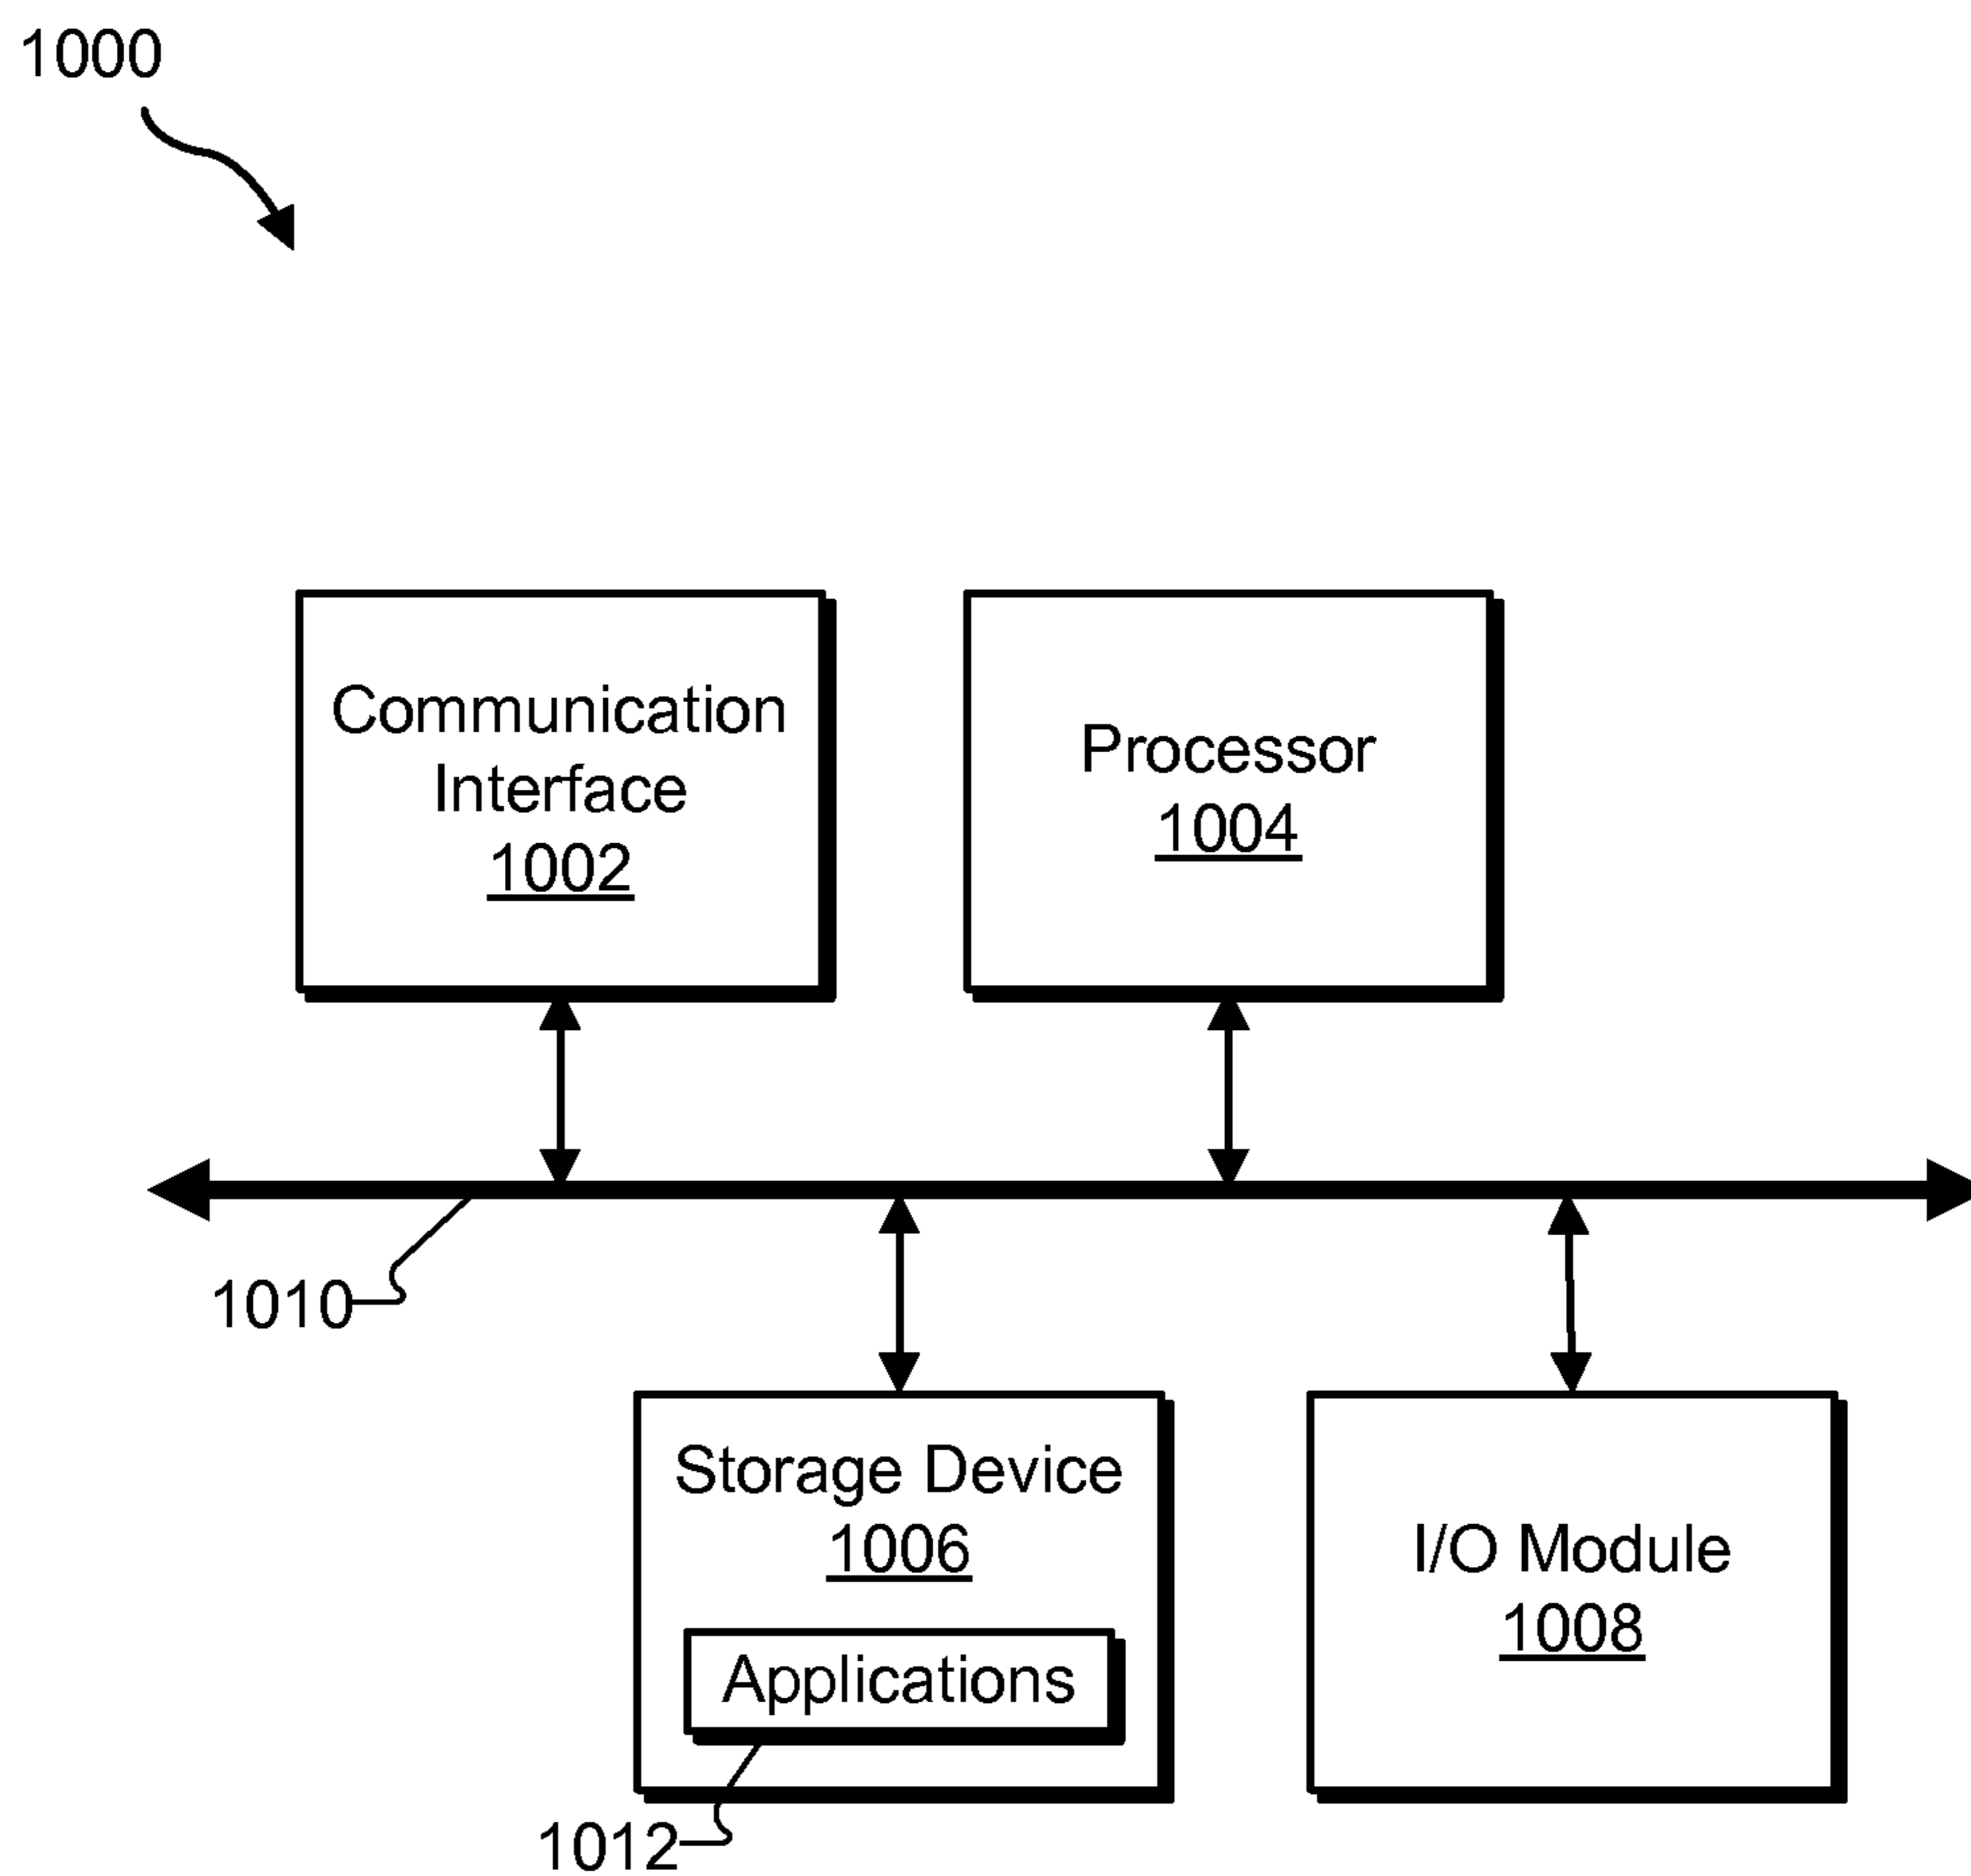 1000
Communication
Interface
1002
Processor
1004
1010
Storage Device
1006
Applications
1012
I/O Module
1008